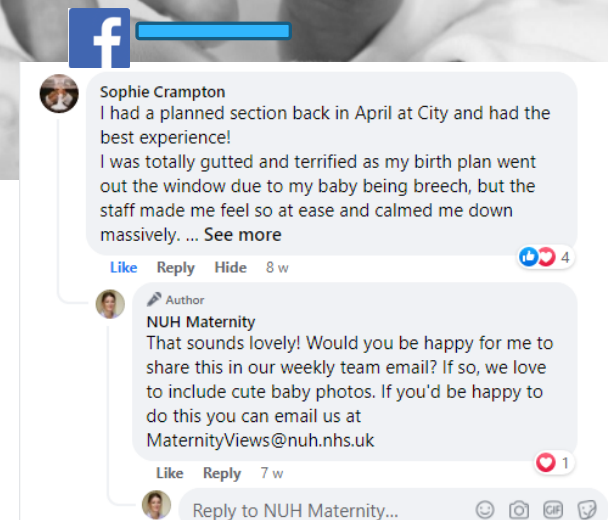 f
Sophie Crampton
I had a planned section back in April at City and had the
best experience!
I was totally gutted and terrified as my birth plan went
out the window due to my baby being breech, but the
staff made me feel so at ease and calmed me down
massively. ... See more
Like Reply Hide 8 w
4
Author
NUH Maternity
That sounds lovely! Would you be happy for me to
share this in our weekly team email? If so, we love
to include cute baby photos. If you'd be happy to
do this you can email us at
MaternityViews@nuh.nhs.uk
1
Like Reply 7 w
Reply to NUH Maternity...
GIF